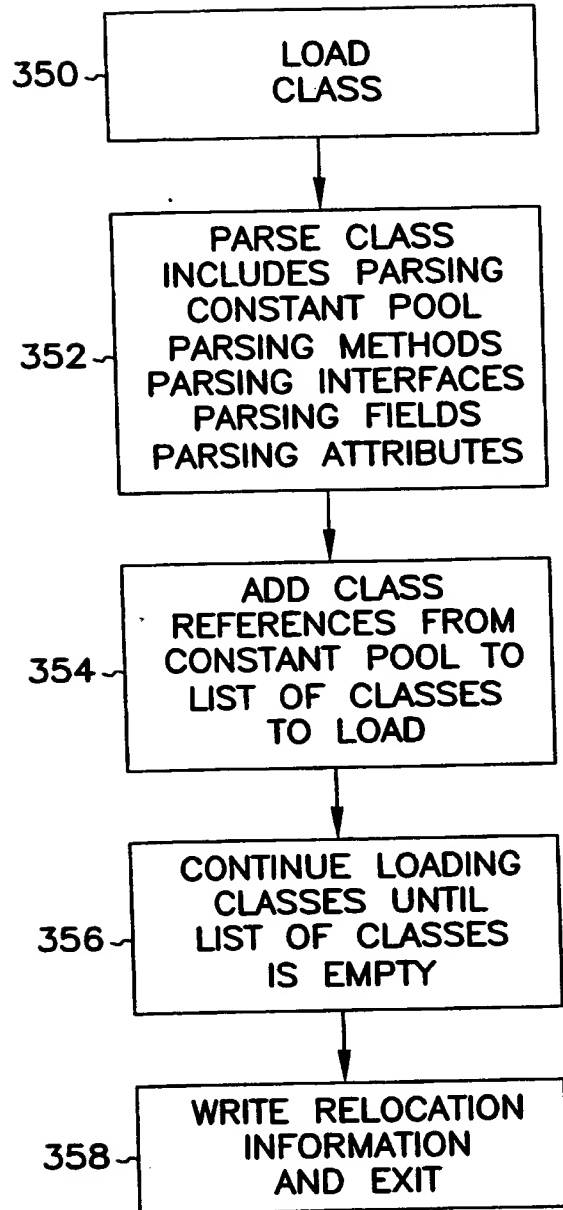 350
LOAD
CLASS
352
PARSE CLASS
INCLUDES PARSING
CONSTANT POOL
PARSING METHODS
PARSING INTERFACES
PARSING FIELDS
PARSING ATTRIBUTES
354
ADD CLASS
REFERENCES FROM
CONSTANT POOL TO
LIST OF CLASSES
TO LOAD
356
CONTINUE LOADING
CLASSES UNTIL
LIST OF CLASSES
IS EMPTY
358
WRITE RELOCATION
INFORMATION
AND EXIT